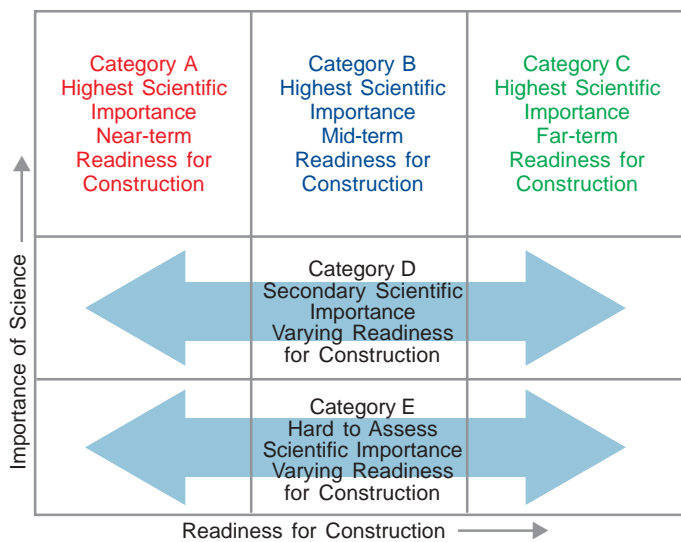 Category A
Highest Scientific
Importance
Near-term
Readiness for
Construction
Category B
Highest Scientific
Importance
Mid-term
Readiness for
Construction
Category C
Highest Scientific
Importance
Far-term
Readiness for
Construction
Importance of Science
Category D
Secondary Scientific
Importance
Varying Readiness
for Construction
Category E
Hard to Assess
Scientific Importance
Varying Readiness
for Construction
Readiness for Construction